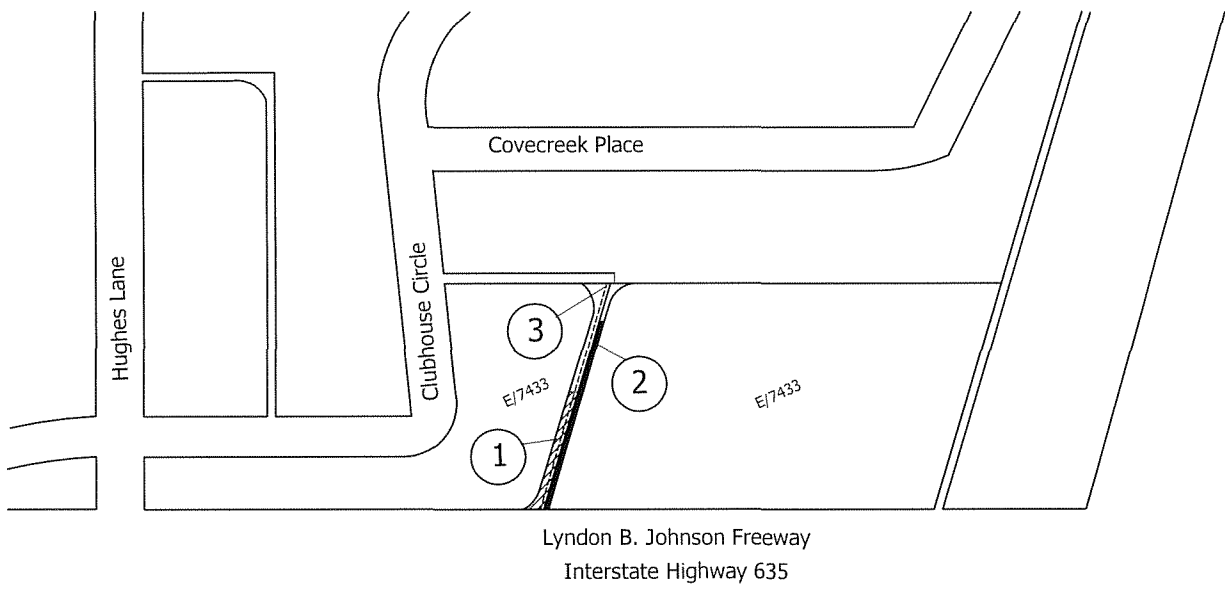 Covecreek Place
Hughes Lane
Clubhouse Circle
3
2
E/7433
E/7433
1
Lyndon B. Johnson Freeway
Interstate Highway 635